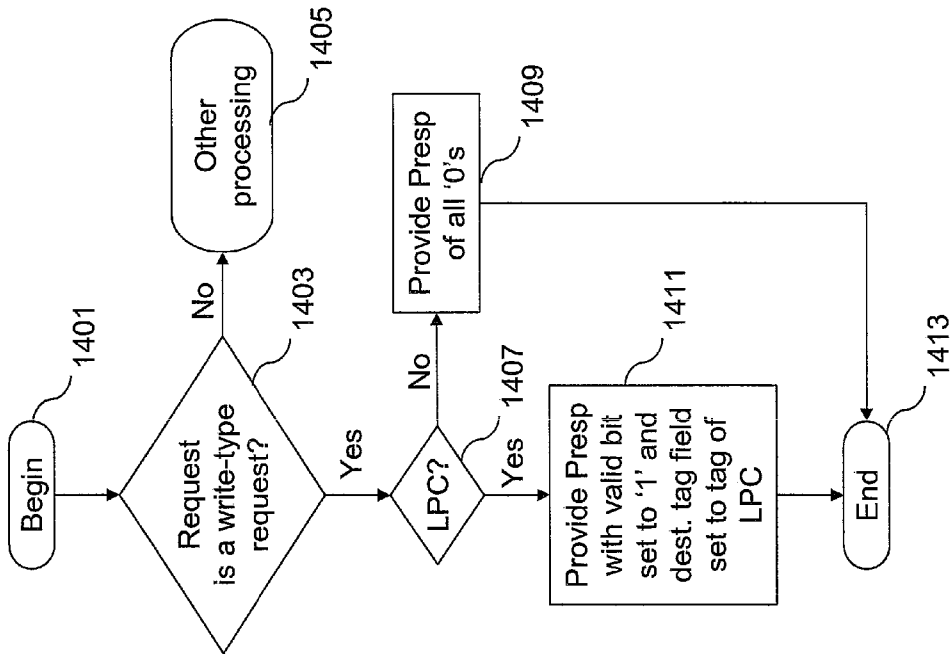 Begin
1401
Request
is a write-type
request?
1403
No
Other
processing
1405
Yes
LPC?
1407
No
Provide Presp
of all ‘0’s
1409
Yes
Provide Presp
with valid bit
set to ‘1’ and
dest. tag field
set to tag of
LPC
1411
End
1413